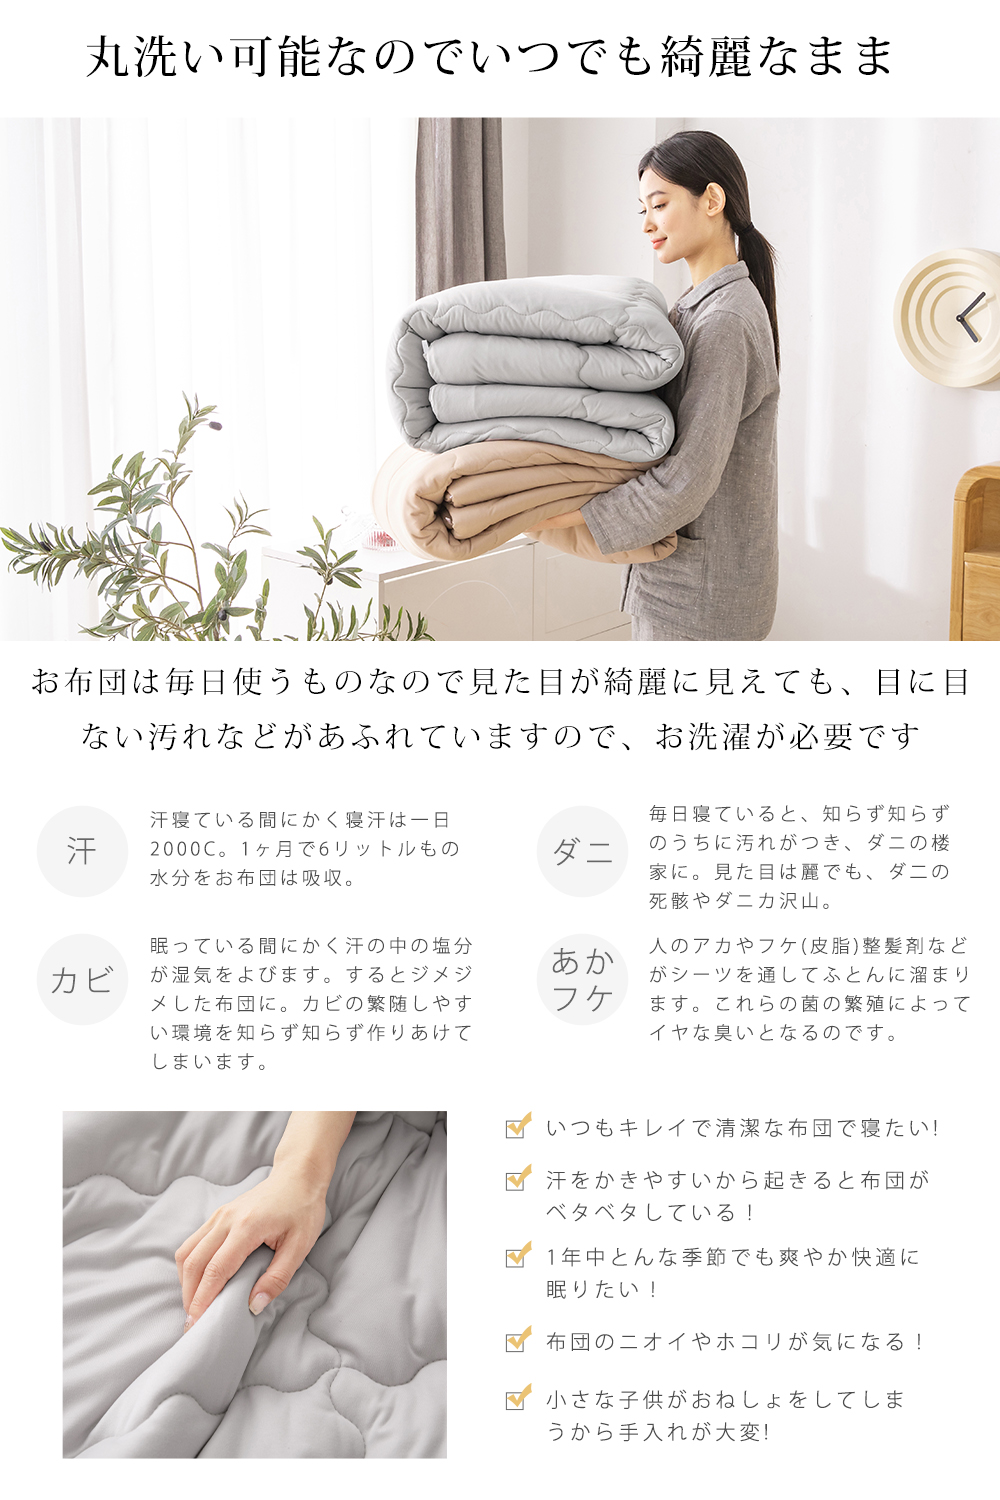 丸洗い可能なのでいつでも綺麗なまま
お布団は毎日使うものなので見た目が綺麗に見えても、目に目
ない汚れなどがあふれていますので、お洗濯が必要です
汗
汗寝ている間にかく寝汗は一日
2000C。1ヶ月で6リットルもの
水分をお布団は吸収。
ダニ
毎日寝ていると、知らず知らず
のうちに汚れがつき、ダニの楼
家に。見た目は麗でも、ダニの
死骸やダニカ沢山。
カビ
眠っている間にかく汗の中の塩分
が湿気をよびます。するとジメジ
メした布団に。カビの繁随しやす
い環境を知らず知らず作りあけて
しまいます。
あか
フケ
人のアカやフケ(皮脂)整髪剤など
がシーツを通してふとんに溜まり
ます。これらの菌の繁殖によって
イヤな臭いとなるのです。
いつもキレイで清潔な布団で寝たい!
汗をかきやすいから起きると布団が
ベタベタしている！
1年中とんな季節でも爽やか快適に
眠りたい！
布団のニオイやホコリが気になる！
小さな子供がおねしょをしてしま
うから手入れが大変!